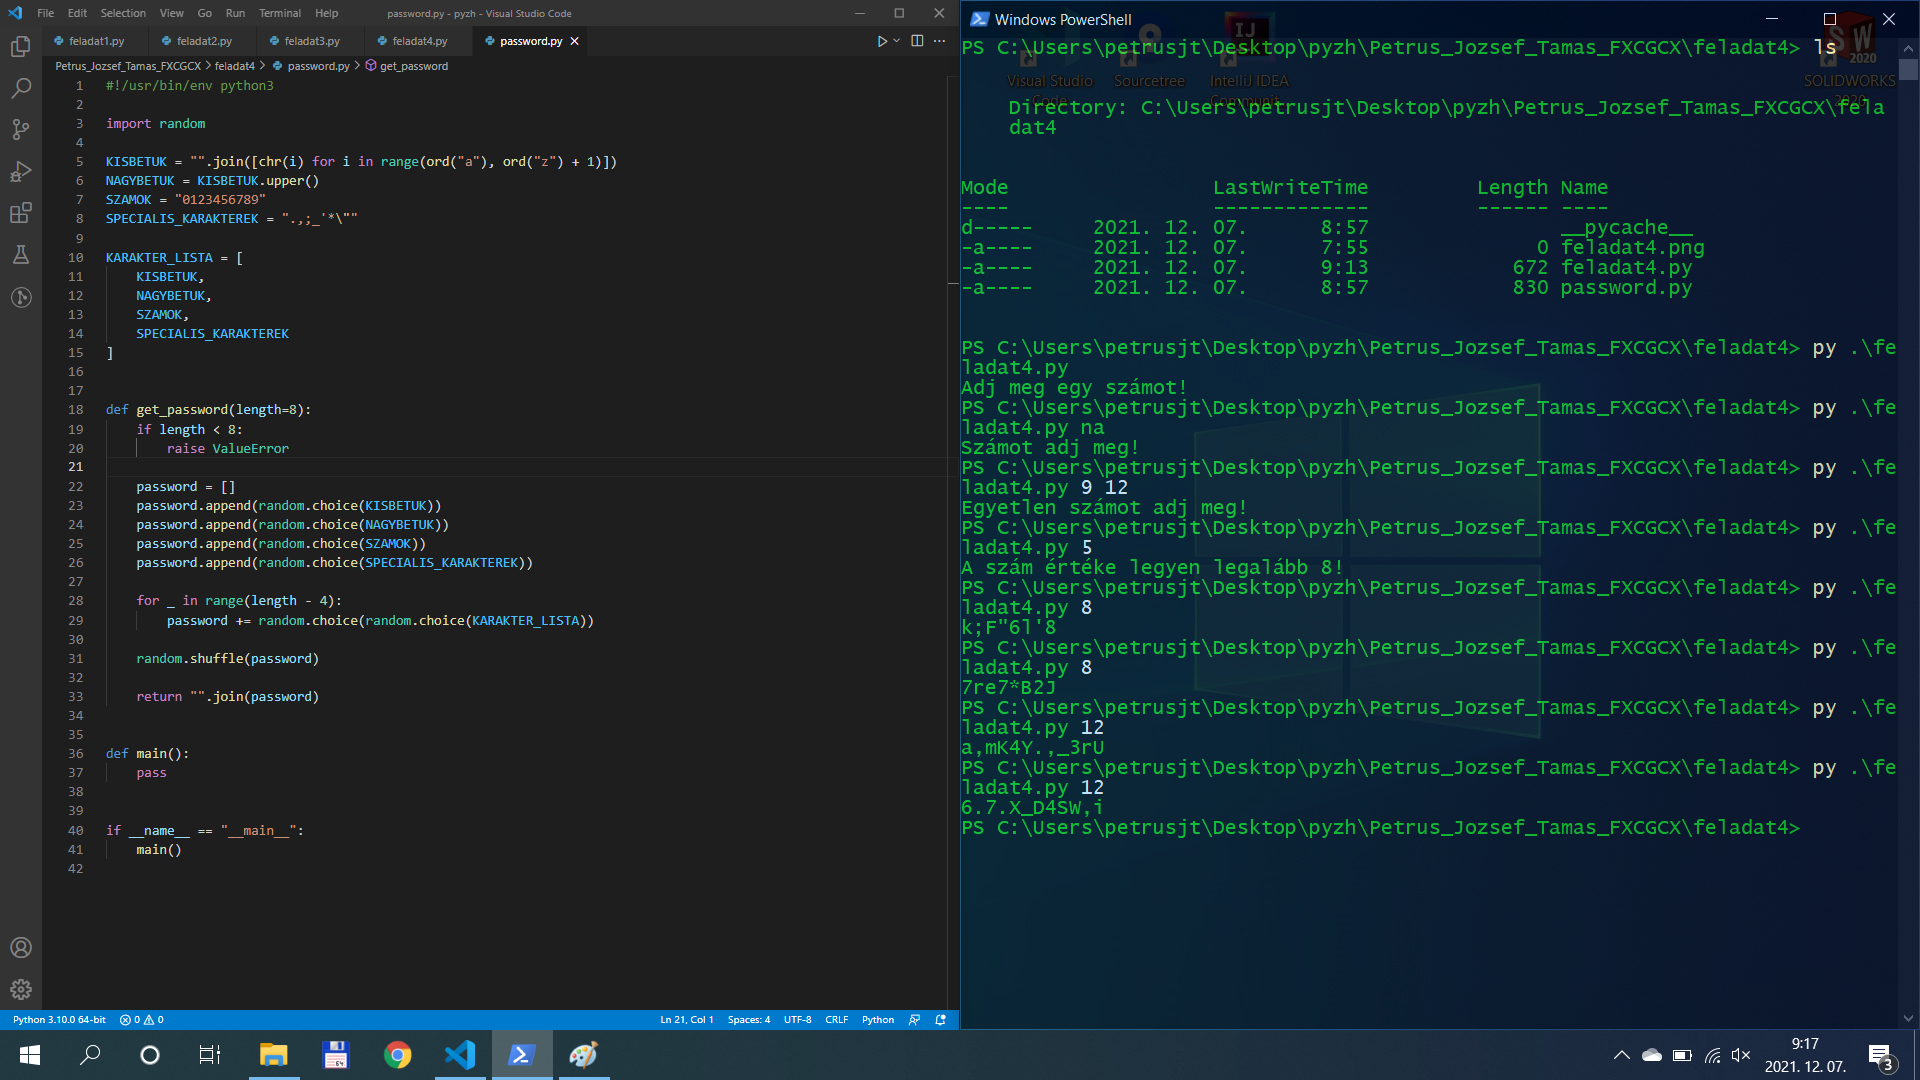 File Edit Selection View Go Run Terminal Help password.py - pyzh - Visual Studio Code
feladat1.py feladat2.py feladat3.py feladat4.py password.py
Petrus_Jozsef_Tamas_FXCGCX > feladat4 > password.py > get_password
1 #!/usr/bin/env python3
2
3 import random
4
5 KISBETUK = "".join([chr(i) for i in range(ord("a"), ord("z") + 1)])
6 NAGYBETUK = KISBETUK.upper()
7 SZAMOK = "0123456789"
8 SPECIALIS_KARAKTEREK = ".,;_'*\""
9
10 KARAKTER_LISTA = [
11 KISBETUK,
12 NAGYBETUK,
13 SZAMOK,
14 SPECIALIS_KARAKTEREK
15 ]
16
17
18 def get_password(length=8):
19 if length < 8:
20 raise ValueError
21
22 password = []
23 password.append(random.choice(KISBETUK))
24 password.append(random.choice(NAGYBETUK))
25 password.append(random.choice(SZAMOK))
26 password.append(random.choice(SPECIALIS_KARAKTEREK))
27
28 for _ in range(length - 4):
29 password += random.choice(random.choice(KARAKTER_LISTA))
30
31 random.shuffle(password)
32
33 return "".join(password)
34
35
36 def main():
37 pass
38
39
40 if __name__ == "__main__":
41 main()
42
Python 3.10.0 64-bit 0 0 Ln 21, Col 1 Spaces: 4 UTF-8 CRLF Python
Windows PowerShell
PS C:\Users\petrusjt\Desktop\pyzh\Petrus_Jozsef_Tamas_FXCGCX\feladat4> ls
Visual Studio Code
Sourcetree
IntelliJ IDEA
SOLIDWORKS 2020
Directory: C:\Users\petrusjt\Desktop\pyzh\Petrus_Jozsef_Tamas_FXCGCX\fela
dat4
Mode LastWriteTime Length Name
---- ------------- ------ ----
d----- 2021. 12. 07. 8:57 __pycache__
-a---- 2021. 12. 07. 7:55 0 feladat4.png
-a---- 2021. 12. 07. 9:13 672 feladat4.py
-a---- 2021. 12. 07. 8:57 830 password.py
PS C:\Users\petrusjt\Desktop\pyzh\Petrus_Jozsef_Tamas_FXCGCX\feladat4> py .\fe
ladat4.py
Adj meg egy számot!
PS C:\Users\petrusjt\Desktop\pyzh\Petrus_Jozsef_Tamas_FXCGCX\feladat4> py .\fe
ladat4.py na
Számot adj meg!
PS C:\Users\petrusjt\Desktop\pyzh\Petrus_Jozsef_Tamas_FXCGCX\feladat4> py .\fe
ladat4.py 9 12
Egyetlen számot adj meg!
PS C:\Users\petrusjt\Desktop\pyzh\Petrus_Jozsef_Tamas_FXCGCX\feladat4> py .\fe
ladat4.py 5
A szám értéke legyen legalább 8!
PS C:\Users\petrusjt\Desktop\pyzh\Petrus_Jozsef_Tamas_FXCGCX\feladat4> py .\fe
ladat4.py 8
k;F"6l'8
PS C:\Users\petrusjt\Desktop\pyzh\Petrus_Jozsef_Tamas_FXCGCX\feladat4> py .\fe
ladat4.py 8
7re7*B2J
PS C:\Users\petrusjt\Desktop\pyzh\Petrus_Jozsef_Tamas_FXCGCX\feladat4> py .\fe
ladat4.py 12
a,mK4Y.,_3rU
PS C:\Users\petrusjt\Desktop\pyzh\Petrus_Jozsef_Tamas_FXCGCX\feladat4> py .\fe
ladat4.py 12
6.7.X_D4SW,i
PS C:\Users\petrusjt\Desktop\pyzh\Petrus_Jozsef_Tamas_FXCGCX\feladat4>
9:17
2021. 12. 07.
3